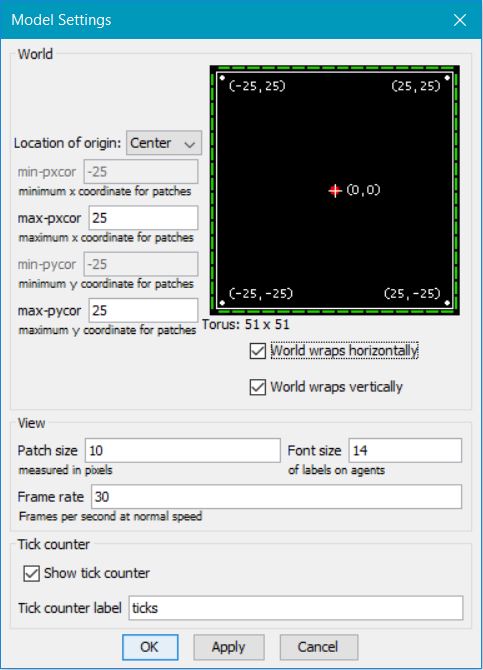 Model Settings
World
(-25,25) (25,25)
Location of origin: Center
(0,0)
min-pxcor -25
minimum x coordinate for patches
max-pxcor 25
maximum x coordinate for patches
min-pycor -25
minimum y coordinate for patches
(-25,-25) (25,-25)
max-pycor 25
maximum y coordinate for patches
Torus: 51 x 51
World wraps horizontally
World wraps vertically
View
Patch size 10 Font size 14
measured in pixels of labels on agents
Frame rate 30
Frames per second at normal speed
Tick counter
Show tick counter
Tick counter label ticks
OK Apply Cancel